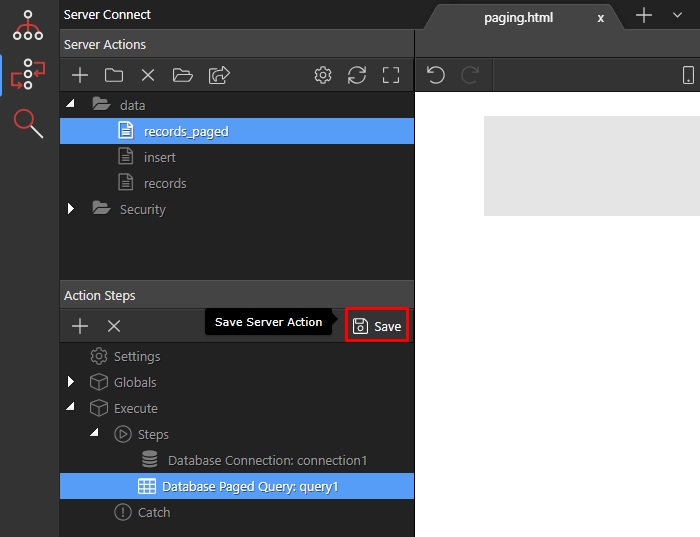 Server Connect
paging.html x
Server Actions
data
records_paged
insert
records
Security
Action Steps
Save Server Action
Save
Settings
Globals
Execute
Steps
Database Connection: connection1
Database Paged Query: query1
Catch